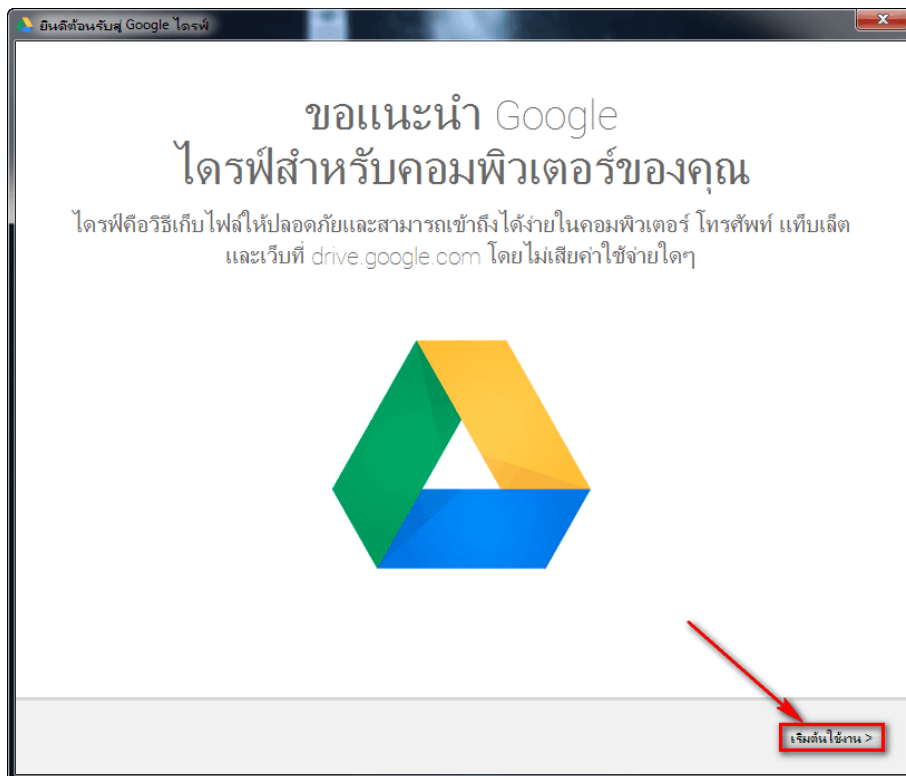 ยินดีต้อนรับสู่ Google ไดรฟ์
ขอแนะนำ Google
ไดรฟ์สำหรับคอมพิวเตอร์ของคุณ
ไดรฟ์คือวิธีเก็บไฟล์ให้ปลอดภัยและสามารถเข้าถึงได้ง่ายในคอมพิวเตอร์ โทรศัพท์ แท็บเล็ต
และเว็บที่ drive.google.com โดยไม่เสียค่าใช้จ่ายใดๆ
เริ่มต้นใช้งาน >